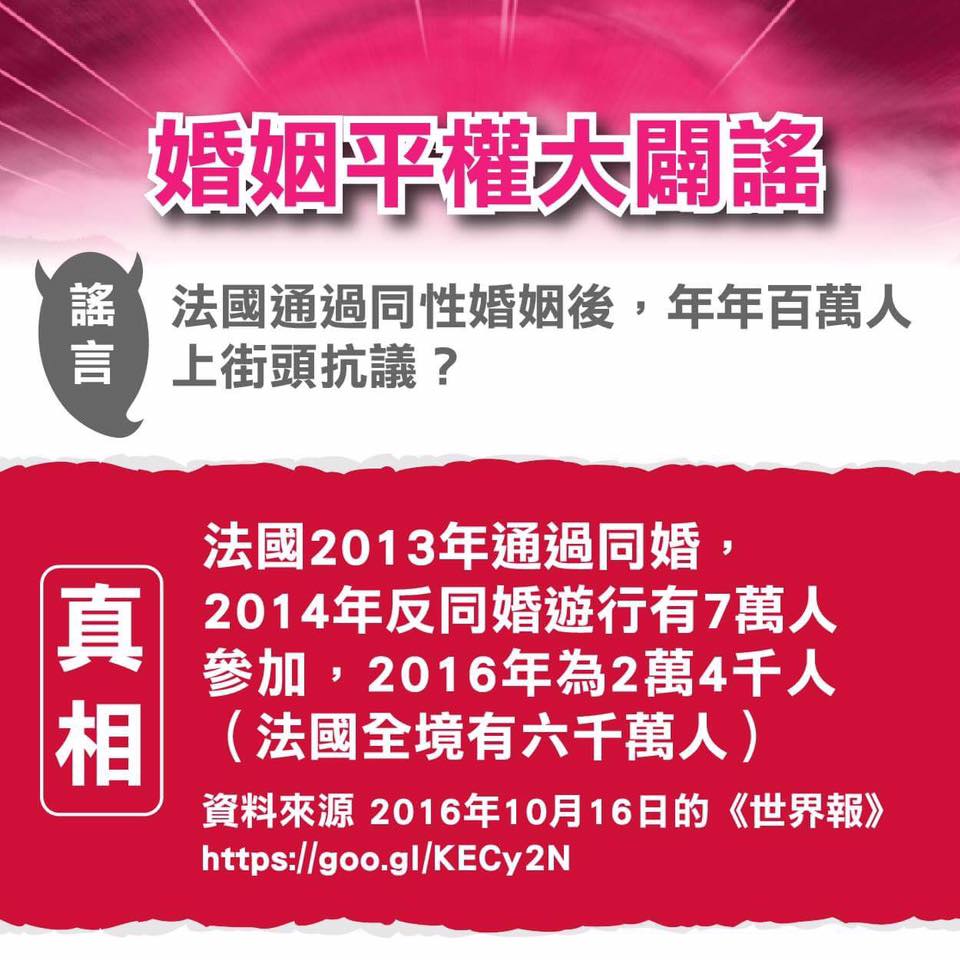 婚姻平權大闢謠
謠言
法國通過同性婚姻後，年年百萬人
上街頭抗議？
真相
法國2013年通過同婚，
2014年反同婚遊行有7萬人
參加，2016年為2萬4千人
（法國全境有六千萬人）
資料來源 2016年10月16日的《世界報》
https://goo.gl/KECy2N